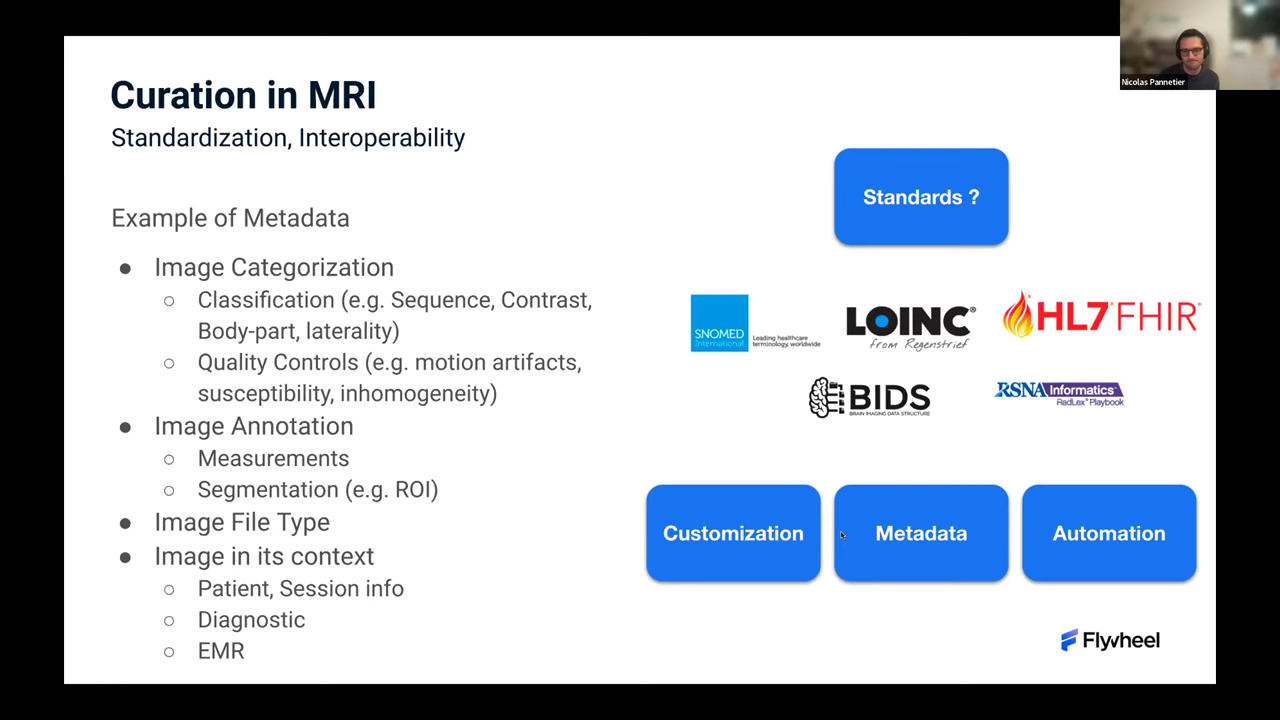 Nicolas Pannetier
Curation in MRI
Standardization, Interoperability
Example of Metadata
● Image Categorization
○ Classification (e.g. Sequence, Contrast,
Body-part, laterality)
○ Quality Controls (e.g. motion artifacts,
susceptibility, inhomogeneity)
● Image Annotation
○ Measurements
○ Segmentation (e.g. ROI)
● Image File Type
● Image in its context
○ Patient, Session info
○ Diagnostic
○ EMR
Standards ?
SNOMED
International
Leading healthcare
terminology, worldwide
LOINC®
from Regenstrief
HL7 FHIR®
BIDS
BRAIN IMAGING DATA STRUCTURE
RSNA Informatics™
RadLex™ Playbook
Customization
Metadata
Automation
Flywheel